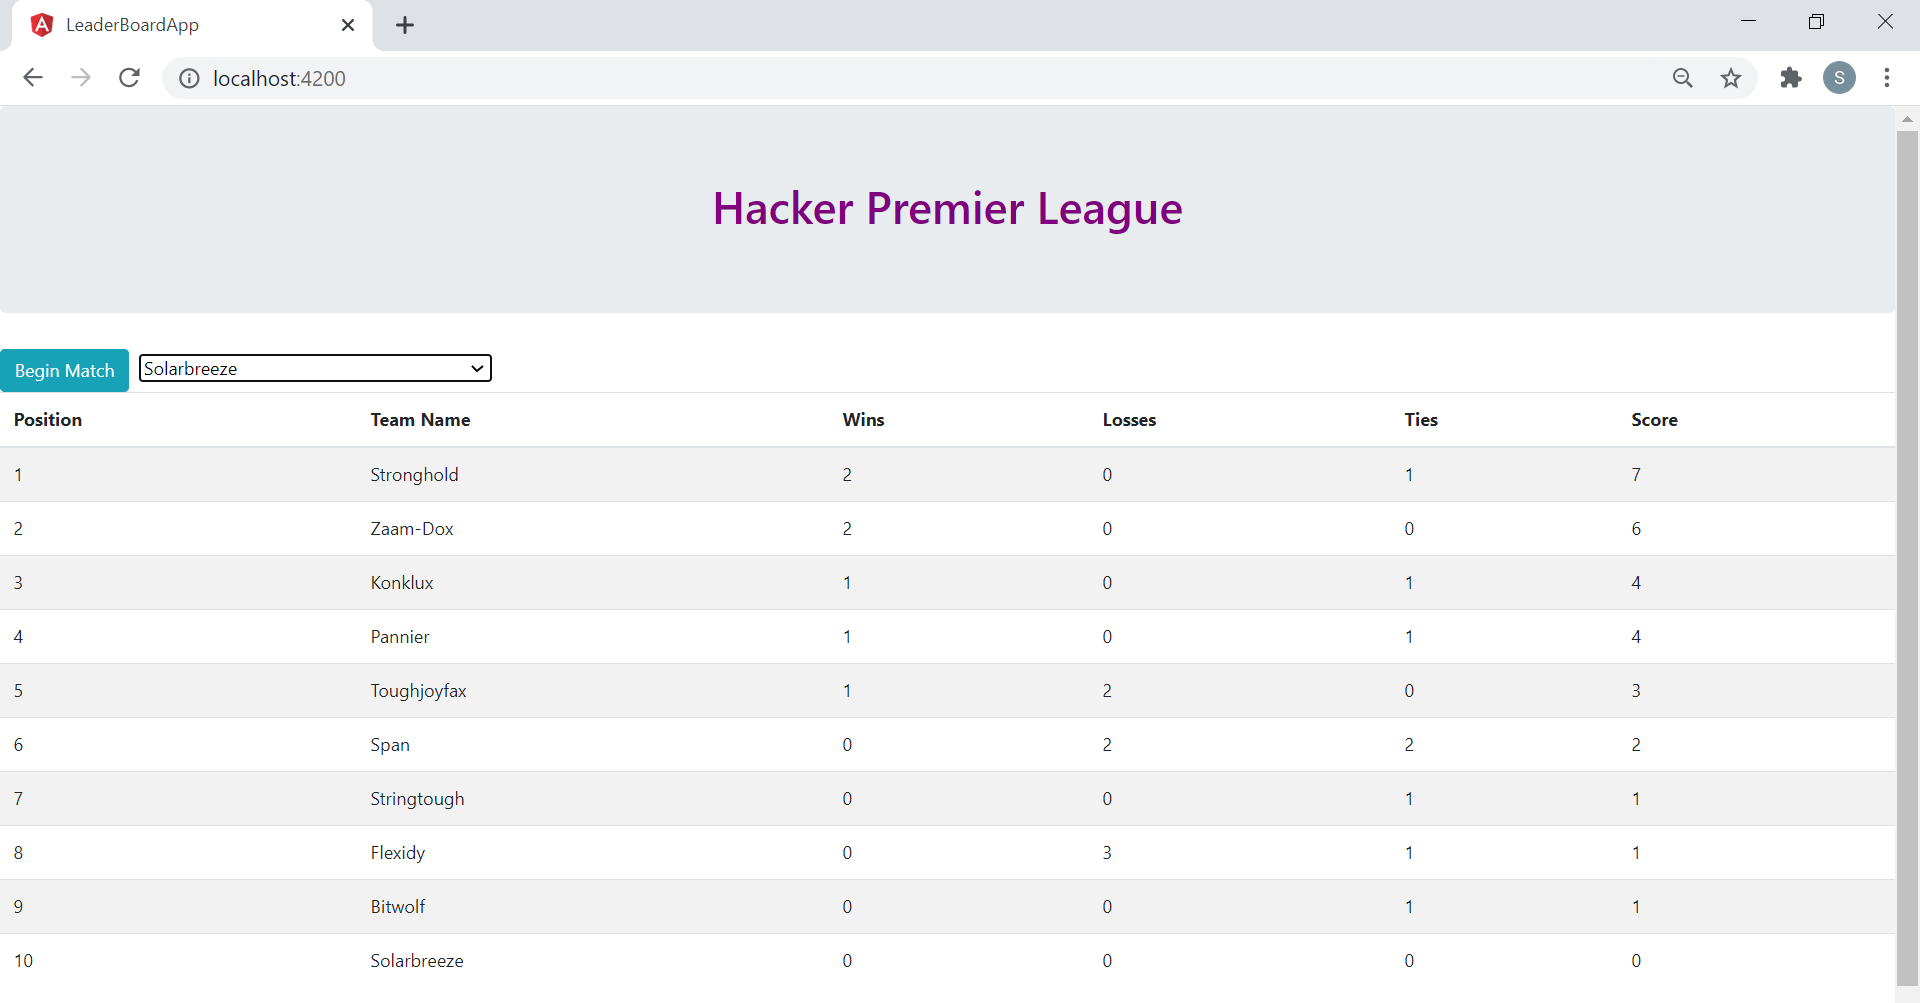 LeaderBoardApp
localhost:4200
S
Hacker Premier League
Begin Match Solarbreeze
Position Team Name Wins Losses Ties Score
1 Stronghold 2 0 1 7
2 Zaam-Dox 2 0 0 6
3 Konklux 1 0 1 4
4 Pannier 1 0 1 4
5 Toughjoyfax 1 2 0 3
6 Span 0 2 2 2
7 Stringtough 0 0 1 1
8 Flexidy 0 3 1 1
9 Bitwolf 0 0 1 1
10 Solarbreeze 0 0 0 0